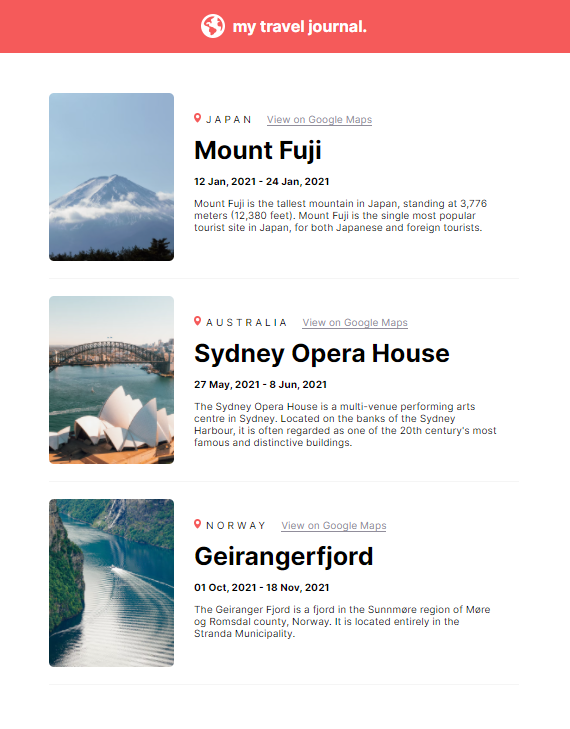 my travel journal.
JAPAN View on Google Maps
Mount Fuji
12 Jan, 2021 - 24 Jan, 2021
Mount Fuji is the tallest mountain in Japan, standing at 3,776
meters (12,380 feet). Mount Fuji is the single most popular
tourist site in Japan, for both Japanese and foreign tourists.
AUSTRALIA View on Google Maps
Sydney Opera House
27 May, 2021 - 8 Jun, 2021
The Sydney Opera House is a multi-venue performing arts
centre in Sydney. Located on the banks of the Sydney
Harbour, it is often regarded as one of the 20th century's most
famous and distinctive buildings.
NORWAY View on Google Maps
Geirangerfjord
01 Oct, 2021 - 18 Nov, 2021
The Geiranger Fjord is a fjord in the Sunnmøre region of Møre
og Romsdal county, Norway. It is located entirely in the
Stranda Municipality.